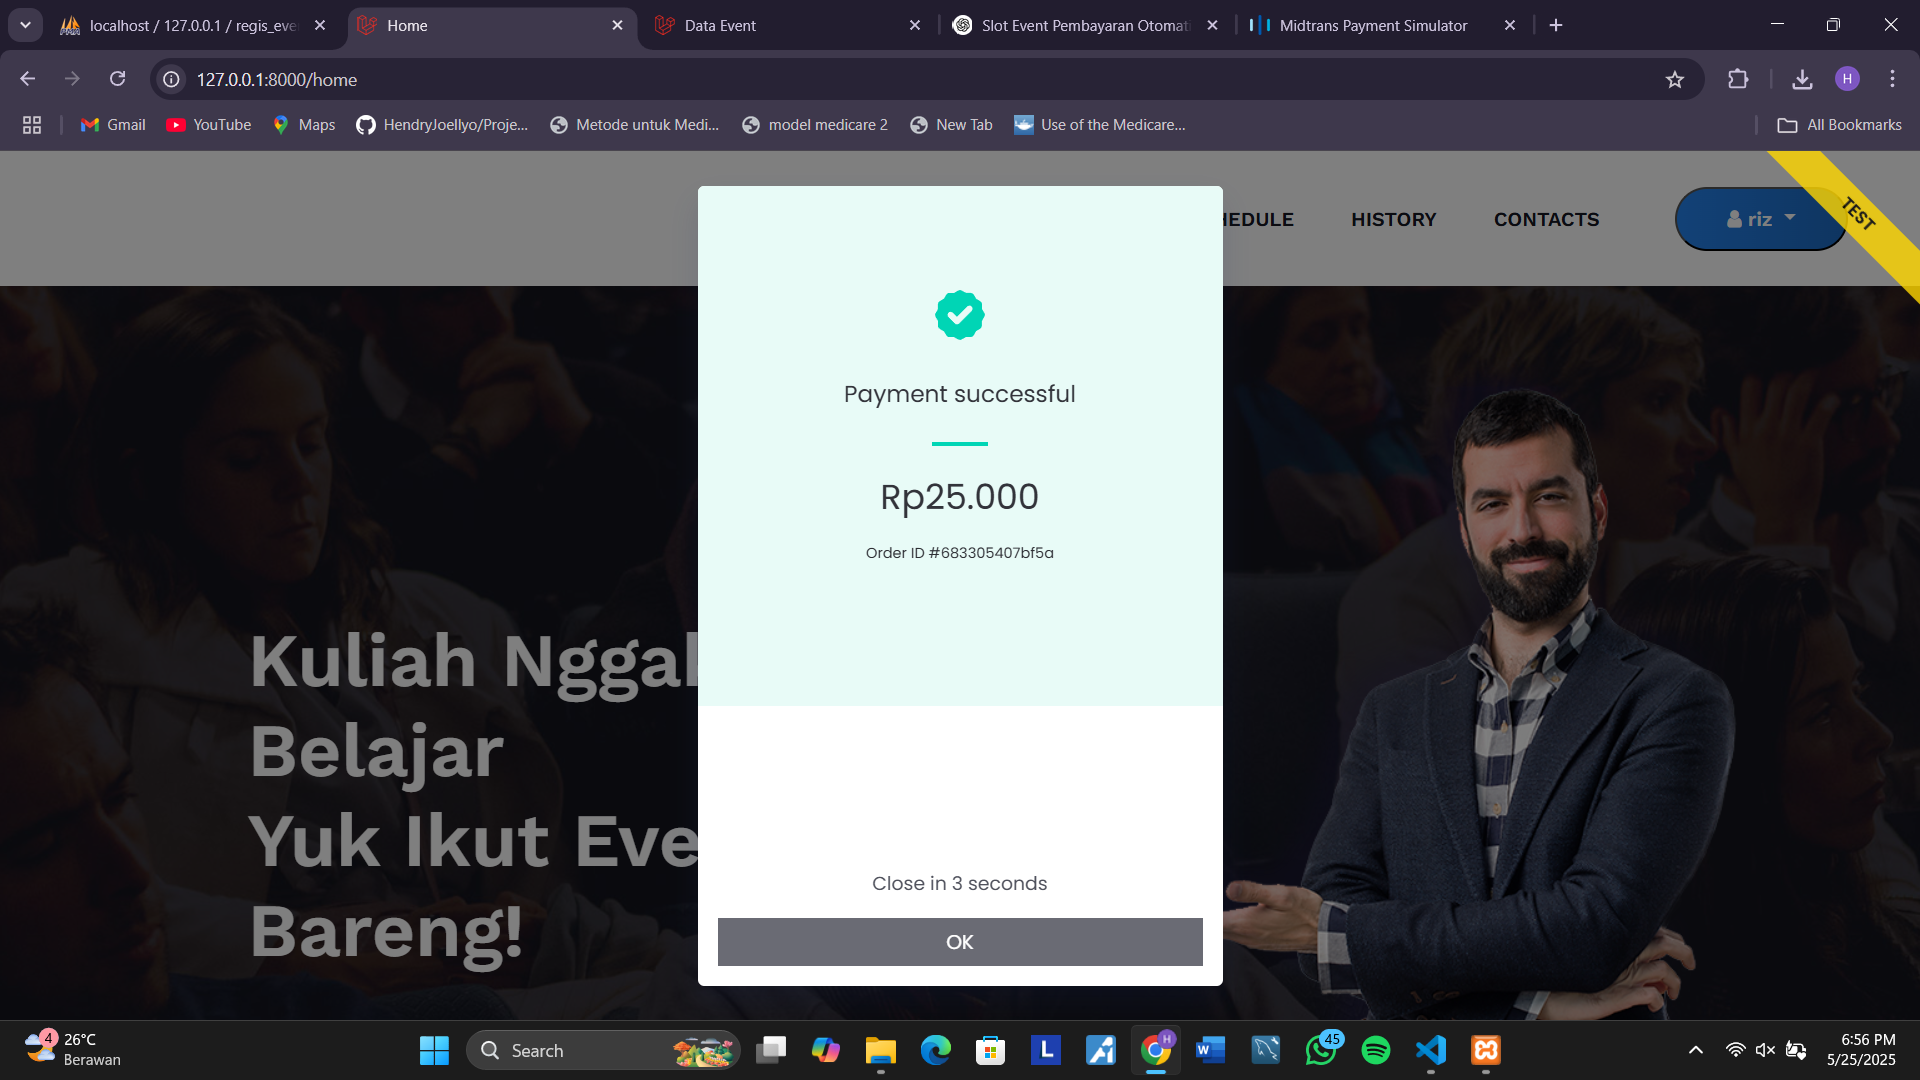 localhost / 127.0.0.1 / regis_eve
Home
Data Event
Slot Event Pembayaran Otomat
Midtrans Payment Simulator
127.0.0.1:8000/home
H
Gmail
YouTube
Maps
HendryJoellyo/Proje...
Metode untuk Medi...
model medicare 2
New Tab
Use of the Medicare...
All Bookmarks
HEDULE
HISTORY
CONTACTS
riz
TEST
Payment successful
Rp25.000
Order ID #683305407bf5a
Close in 3 seconds
OK
Kuliah Nggak
Belajar
Yuk Ikut Eve
Bareng!
4
26°C
Berawan
Search
L
H
W
45
6:56 PM
5/25/2025